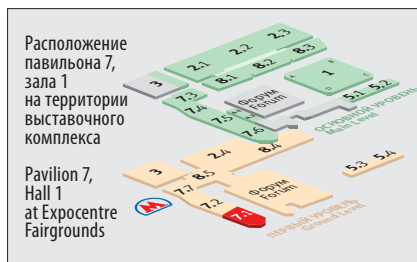 Расположение
павильона 7,
зала 1
на территории
выставочного
комплекса
Pavilion 7,
Hall 1
at Expocentre
Fairgrounds
2.1
2.2
2.3
8.1
8.2
8.3
3
7.3
7.4
7.5
7.6
Форум
Forum
1
A
B
C
D
5.1
5.2
ОСНОВНОЙ УРОВЕНЬ
Main Level
3
2.4
8.4
8.5
7.7
7.2
7.1
Форум
Forum
5.3
5.4
ПЕРВЫЙ УРОВЕНЬ
Ground Level
М